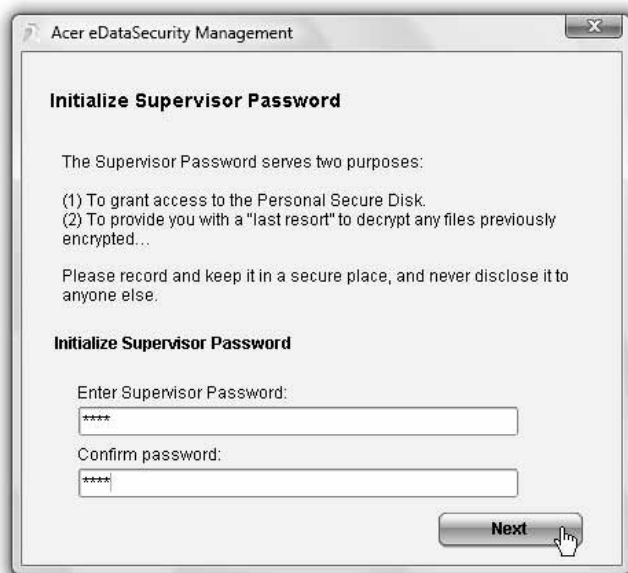 Acer eDataSecurity Management
Initialize Supervisor Password
The Supervisor Password serves two purposes:
(1) To grant access to the Personal Secure Disk.
(2) To provide you with a "last resort" to decrypt any files previously
encrypted...
Please record and keep it in a secure place, and never disclose it to
anyone else.
Initialize Supervisor Password
Enter Supervisor Password:
****
Confirm password:
****
Next